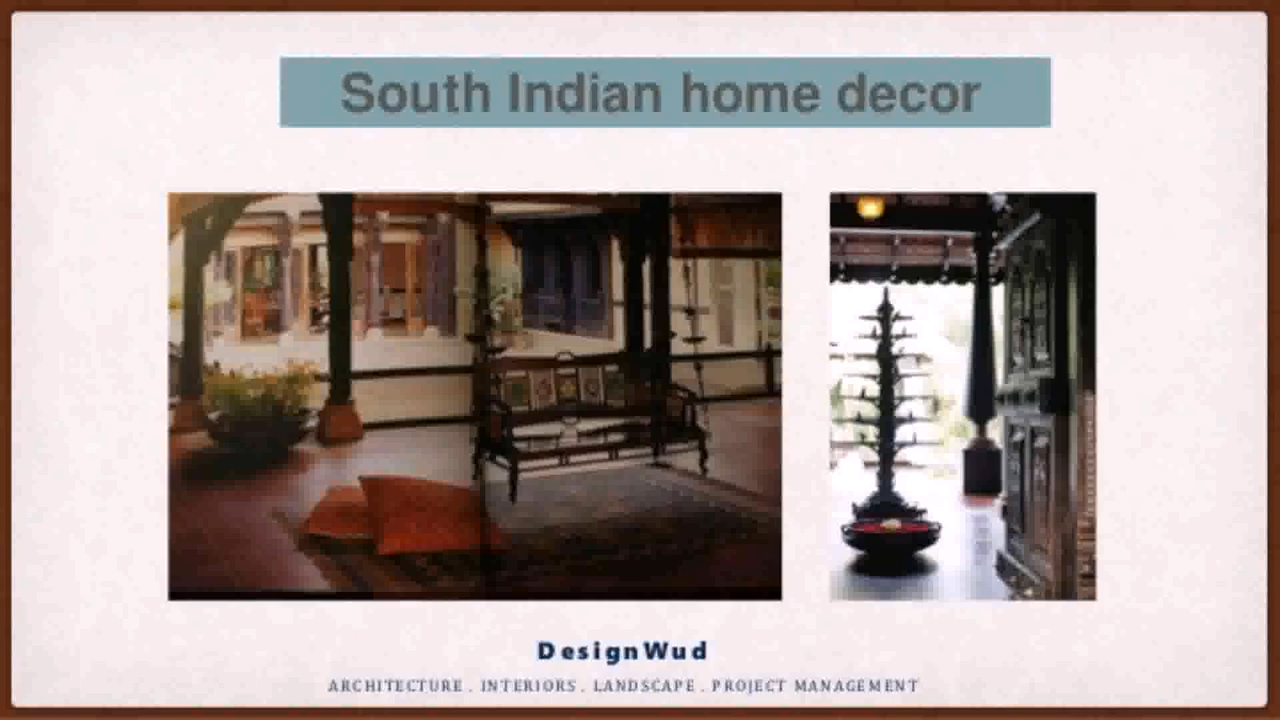 South Indian home decor
DesignWud
ARCHITECTURE . INTERIORS . LANDSCAPE . PROJECT MANAGEMENT